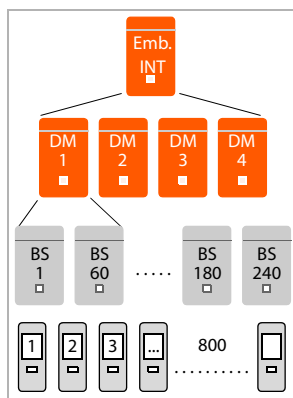 Emb.
INT
DM DM DM DM
1 2 3 4
BS BS BS BS
1 60 ..... 180 240
1 2 3 ... 800
..........